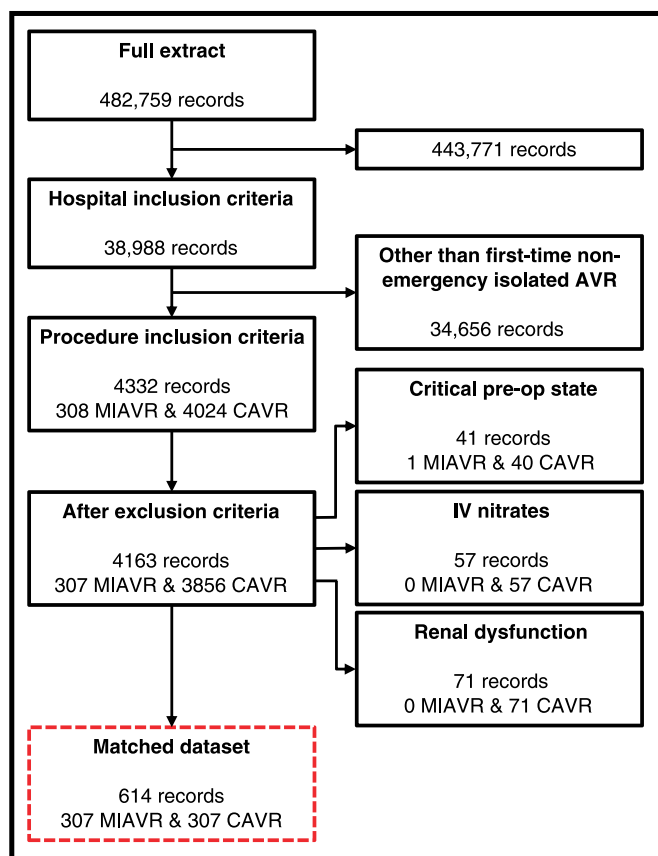 Full extract
482,759 records
443,771 records
Hospital inclusion criteria
38,988 records
Other than first-time non-
emergency isolated AVR
34,656 records
Procedure inclusion criteria
4332 records
308 MIAVR & 4024 CAVR
Critical pre-op state
41 records
1 MIAVR & 40 CAVR
After exclusion criteria
4163 records
307 MIAVR & 3856 CAVR
IV nitrates
57 records
0 MIAVR & 57 CAVR
Renal dysfunction
71 records
0 MIAVR & 71 CAVR
Matched dataset
614 records
307 MIAVR & 307 CAVR